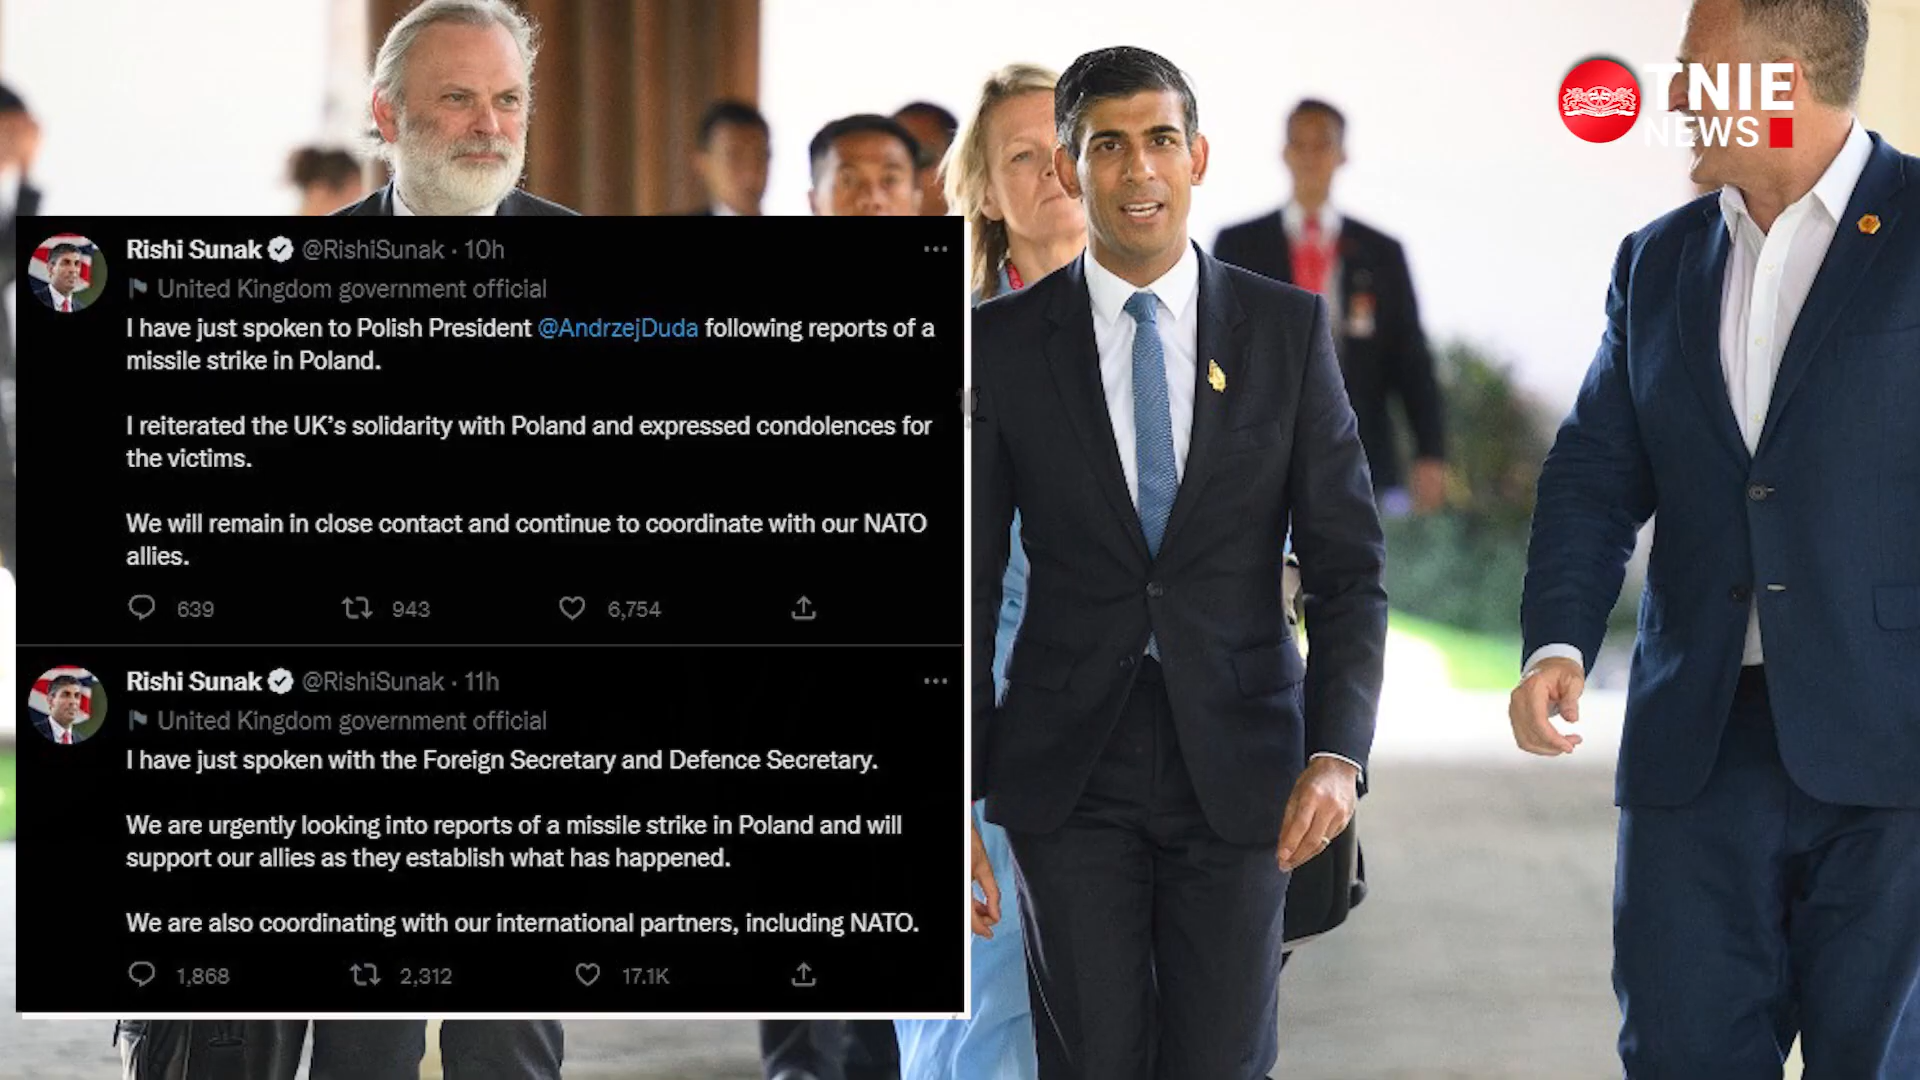 TNIE
NEWS
Rishi Sunak @RishiSunak · 10h
United Kingdom government official
I have just spoken to Polish President @AndrzejDuda following reports of a
missile strike in Poland.
I reiterated the UK's solidarity with Poland and expressed condolences for
the victims.
We will remain in close contact and continue to coordinate with our NATO
allies.
639 943 6,754
Rishi Sunak @RishiSunak · 11h
United Kingdom government official
I have just spoken with the Foreign Secretary and Defence Secretary.
We are urgently looking into reports of a missile strike in Poland and will
support our allies as they establish what has happened.
We are also coordinating with our international partners, including NATO.
1,868 2,312 17.1K